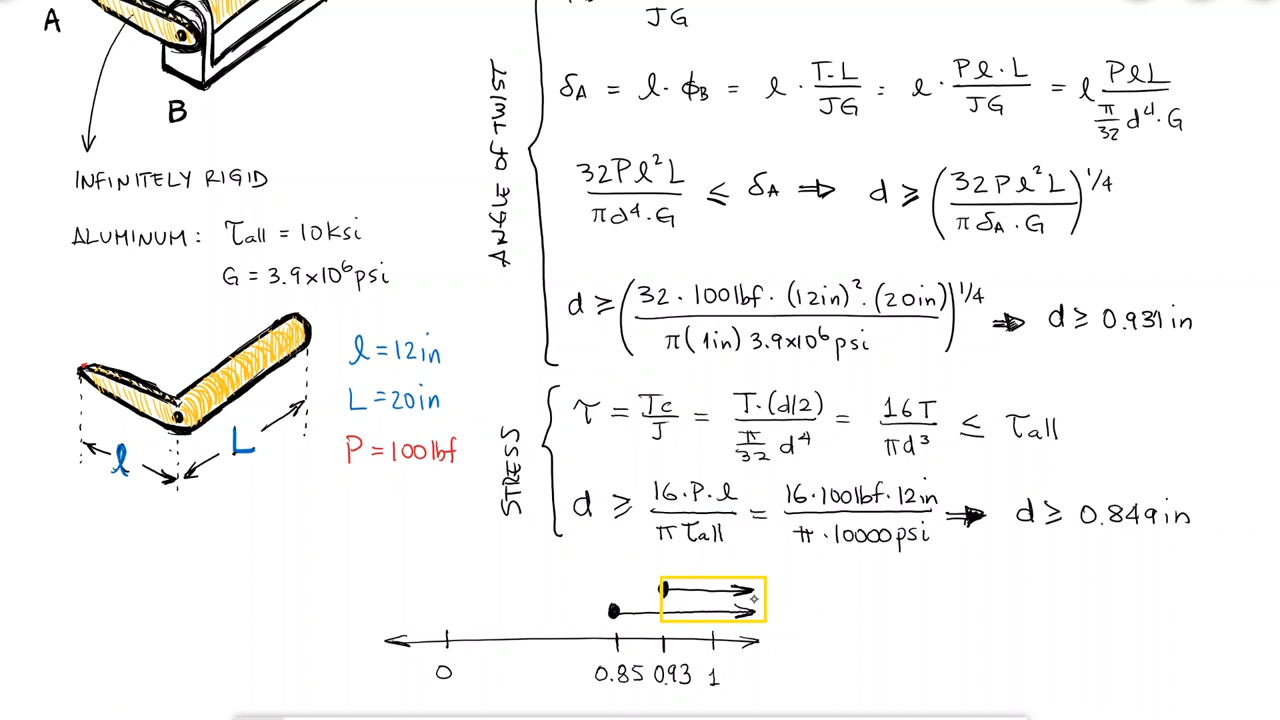 A
B
INFINITELY RIGID
ALUMINUM: τall = 10Ksi
G = 3.9×10⁶psi
ℓ = 12in
L = 20in
P = 100lbf
ℓ
L
ANGLE OF TWIST
JG
δA = ℓ · ϕB = ℓ · T·L/JG = ℓ · Pℓ·L/JG = ℓ PℓL/(π/32 d⁴·G)
32Pℓ²L/πd⁴·G ≤ δA ⇒ d ≥ (32Pℓ²L/πδA·G)^1/4
d ≥ (32·100lbf·(12in)²·(20in)/π(1in)3.9×10⁶psi)^1/4 ⇒ d ≥ 0.931in
STRESS
τ = Tc/J = T·(d/2)/(π/32 d⁴) = 16T/πd³ ≤ τall
d ≥ 16·P·ℓ/πτall = 16·100lbf·12in/π·10000psi ⇒ d ≥ 0.849in
0 0.85 0.93 1